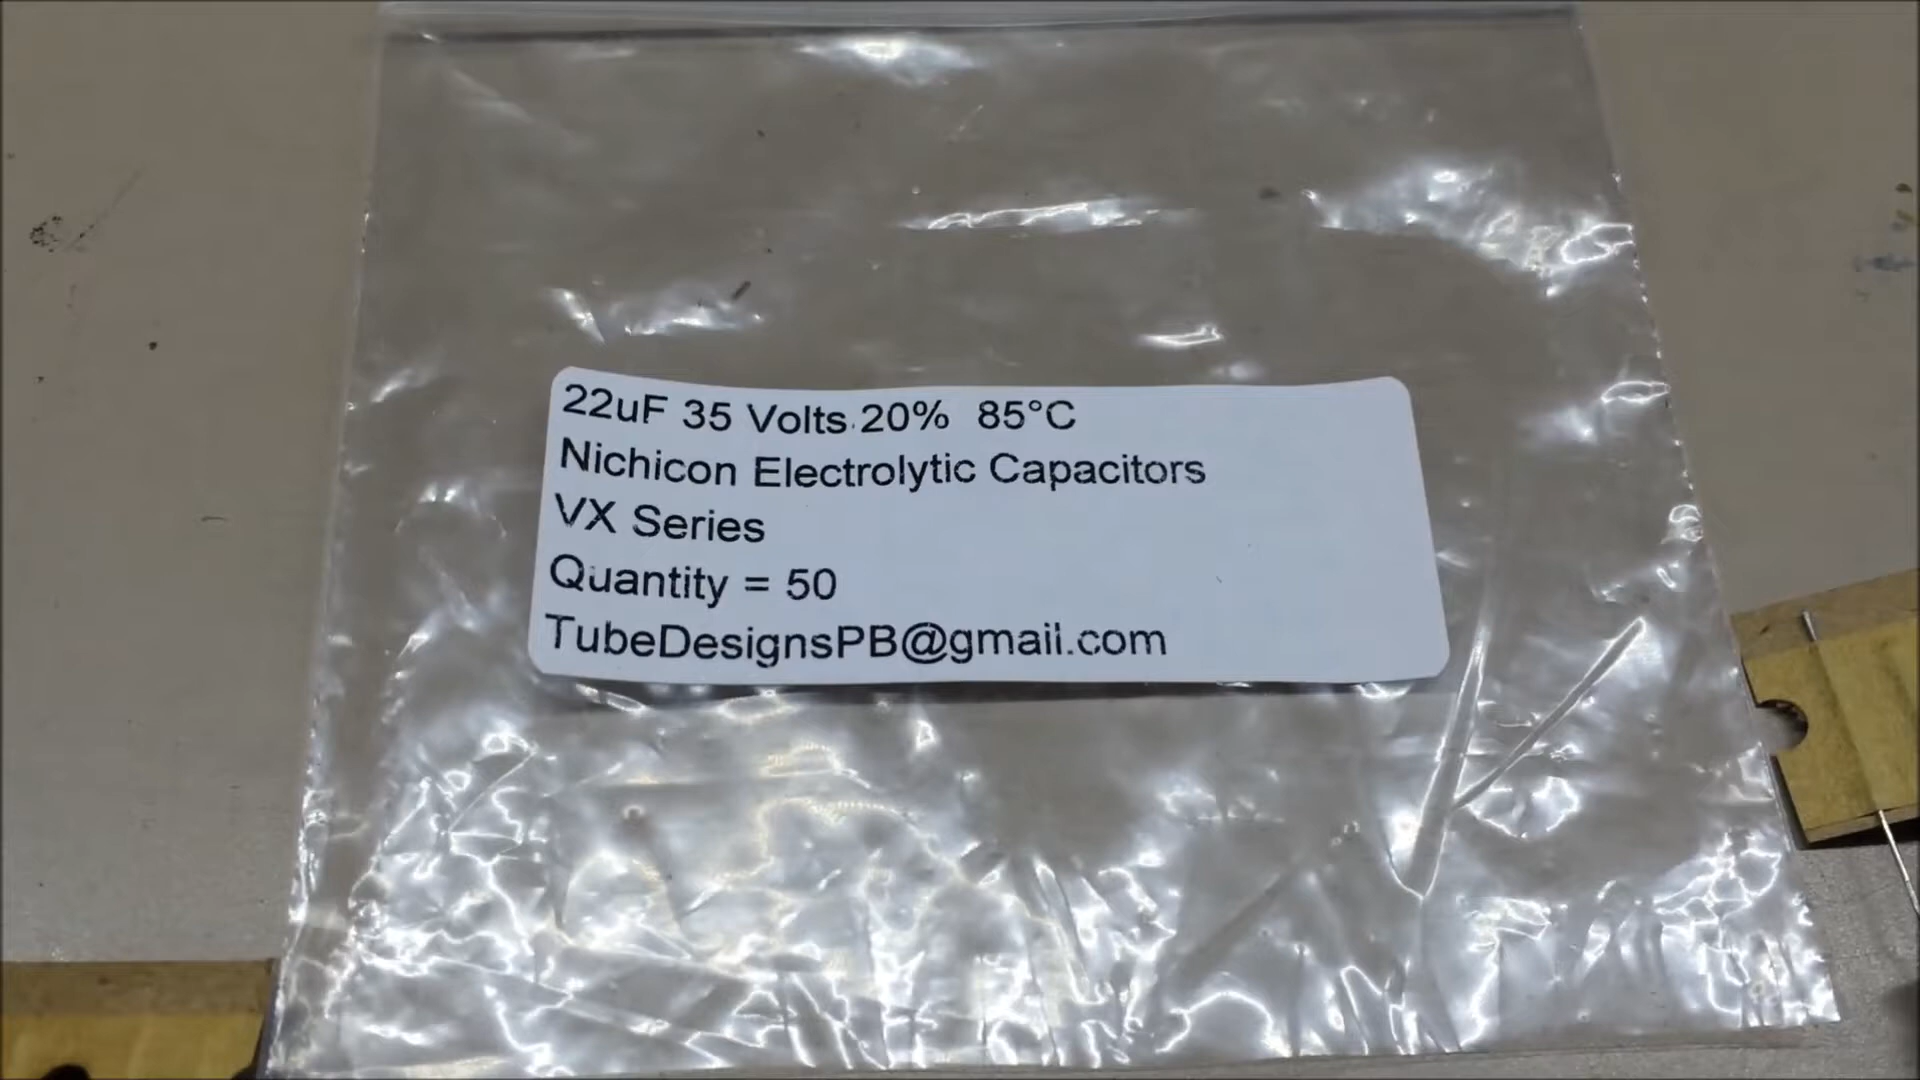 22uF 35 Volts 20% 85°C
Nichicon Electrolytic Capacitors
VX Series
Quantity = 50
TubeDesignsPB@gmail.com